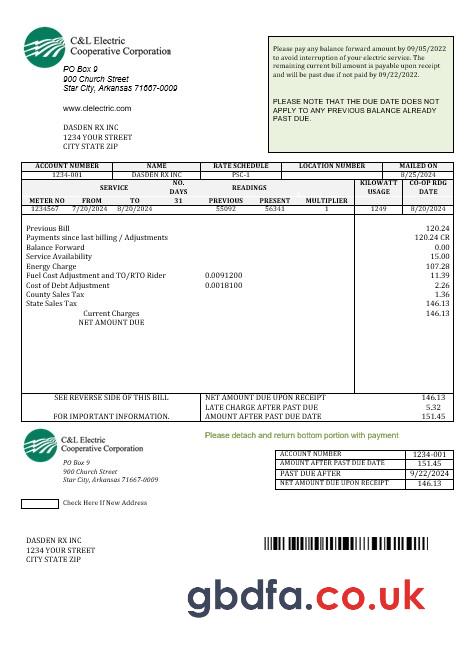 C&L Electric
Cooperative Corporation
PO Box 9
900 Church Street
Star City, Arkansas 71667-0009
www.clelectric.com
DASDEN RX INC
1234 YOUR STREET
CITY STATE ZIP
Please pay any balance forward amount by 09/05/2022
to avoid interruption of electric service. The
remaining current bill amount is payable upon receipt
and will be past due if not paid by 09/22/2022.
PLEASE NOTE THAT THE DUE DATE DOES NOT
APPLY TO ANY PREVIOUS BALANCE ALREADY
PAST DUE.
ACCOUNT NUMBER NAME RATE SCHEDULE LOCATION NUMBER MAILED ON
1234-001 DASDEN RX INC PSC-1 8/25/2024
SERVICE NO. DAYS READINGS KILOWATT USAGE CO-OP RDG DATE
METER NO FROM TO 31 PREVIOUS PRESENT MULTIPLIER
1234567 7/20/2024 8/20/2024 55092 56341 1 1249 8/20/2024
Previous Bill 120.24
Payments since last billing / Adjustments 120.24 CR
Balance Forward 0.00
Service Availability 15.00
Energy Charge 107.28
Fuel Cost Adjustment and TO/RTO Rider 0.0091200 11.39
Cost of Debt Adjustment 0.0018100 2.26
County Sales Tax 1.36
State Sales Tax 146.13
Current Charges 146.13
NET AMOUNT DUE
SEE REVERSE SIDE OF THIS BILL NET AMOUNT DUE UPON RECEIPT 146.13
LATE CHARGE AFTER PAST DUE 5.32
FOR IMPORTANT INFORMATION. AMOUNT AFTER PAST DUE DATE 151.45
C&L Electric
Cooperative Corporation
PO Box 9
900 Church Street
Star City, Arkansas 71667-0009
Please detach and return bottom portion with payment
ACCOUNT NUMBER 1234-001
AMOUNT AFTER PAST DUE DATE 151.45
PAST DUE AFTER 9/22/2024
NET AMOUNT DUE UPON RECEIPT 146.13
Check Here If New Address
DASDEN RX INC
1234 YOUR STREET
CITY STATE ZIP
gbdfa.co.uk